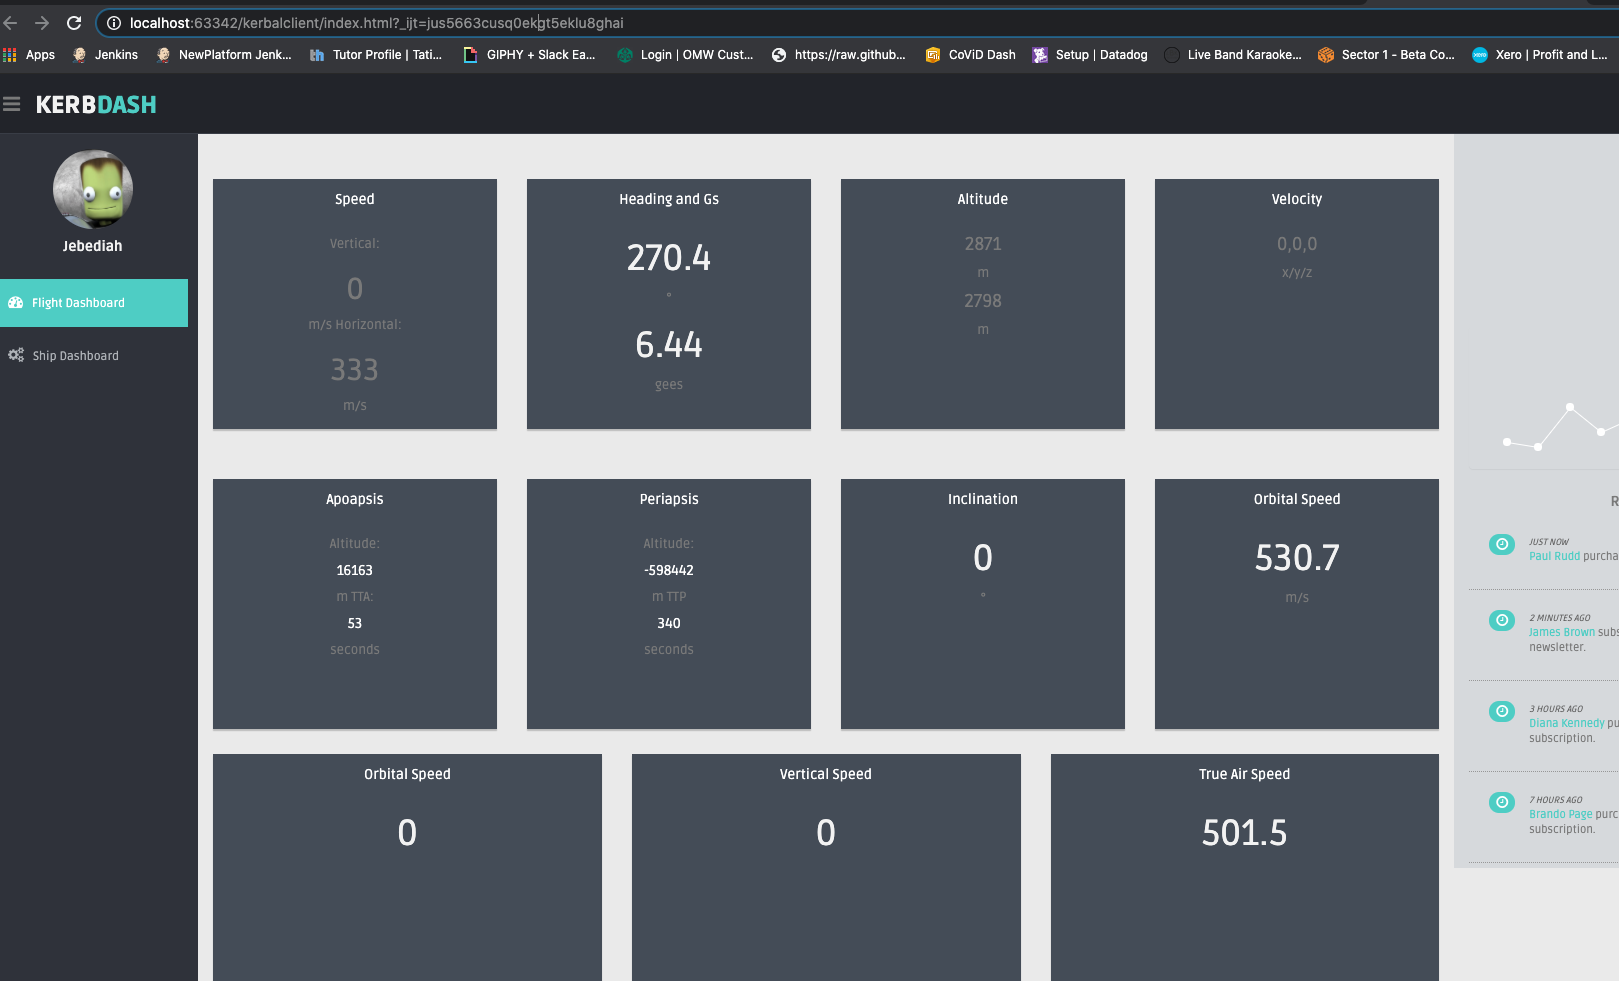 localhost:63342/kerbalclient/index.html?_ijt=jus5663cusq0ekgt5eklu8ghai
Apps Jenkins NewPlatform Jenk... Tutor Profile | Tati... GIPHY + Slack Ea... Login | OMW Cust... https://raw.github... CoViD Dash Setup | Datadog Live Band Karaoke... Sector 1 - Beta Co... Xero | Profit and L...
KERBDASH
Jebediah
Flight Dashboard
Ship Dashboard
Speed
Vertical:
0
m/s Horizontal:
333
m/s
Heading and Gs
270.4
°
6.44
gees
Altitude
2871
m
2798
m
Velocity
0,0,0
x/y/z
Apoapsis
Altitude:
16163
m TTA:
53
seconds
Periapsis
Altitude:
-598442
m TTP
340
seconds
Inclination
0
°
Orbital Speed
530.7
m/s
Orbital Speed
0
Vertical Speed
0
True Air Speed
501.5
R
JUST NOW
Paul Rudd purcha
2 MINUTES AGO
James Brown subs
newsletter.
3 HOURS AGO
Diana Kennedy pu
subscription.
7 HOURS AGO
Brando Page purc
subscription.